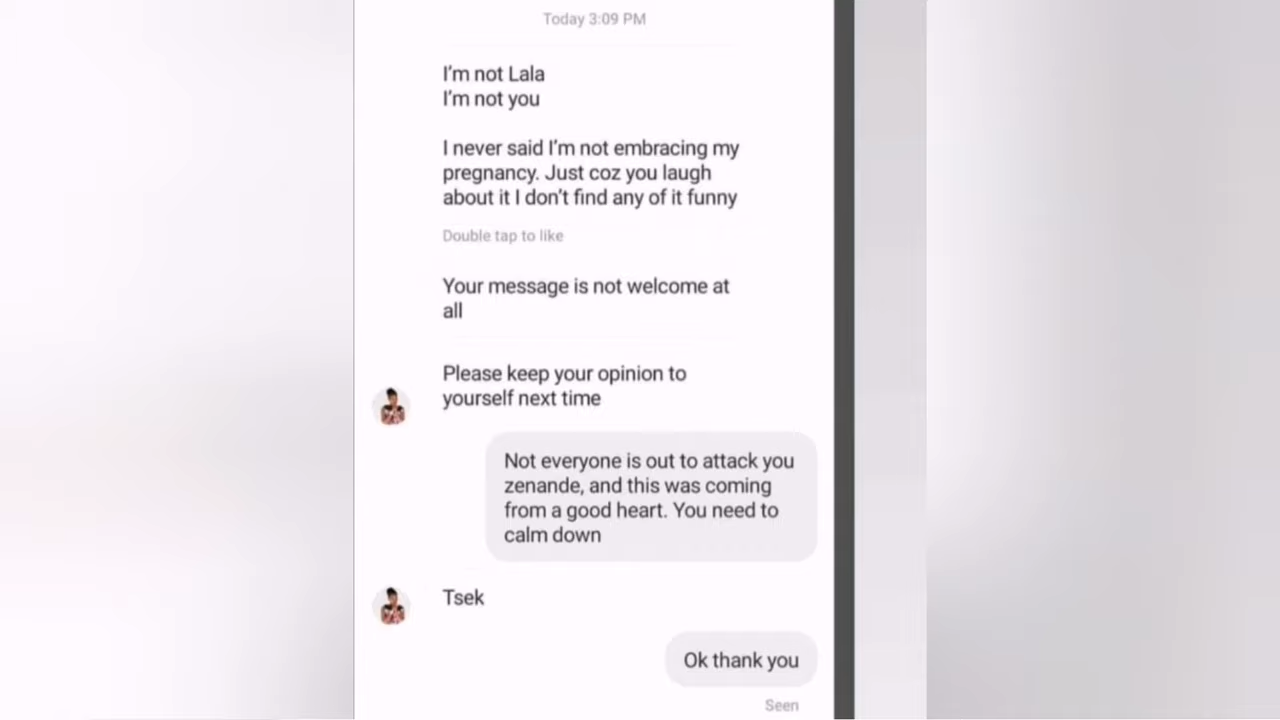 Today 3:09 PM
I'm not Lala
I'm not you
I never said I'm not embracing my
pregnancy. Just coz you laugh
about it I don't find any of it funny
Double tap to like
Your message is not welcome at
all
Please keep your opinion to
yourself next time
Not everyone is out to attack you
zenande, and this was coming
from a good heart. You need to
calm down
Tsek
Ok thank you
Seen